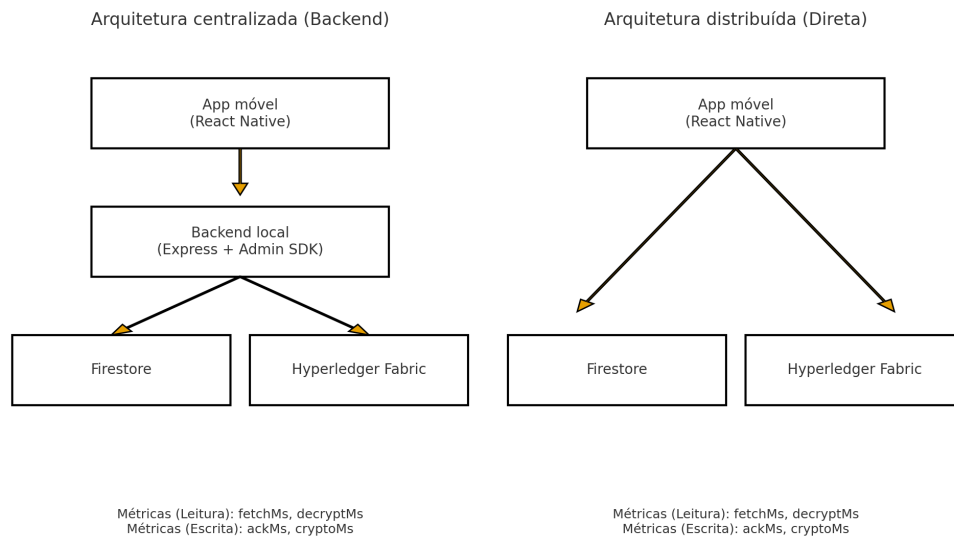 Arquitetura centralizada (Backend)
App móvel
(React Native)
Backend local
(Express + Admin SDK)
Firestore
Hyperledger Fabric
Métricas (Leitura): fetchMs, decryptMs
Métricas (Escrita): ackMs, cryptoMs
Arquitetura distribuída (Direta)
App móvel
(React Native)
Firestore
Hyperledger Fabric
Métricas (Leitura): fetchMs, decryptMs
Métricas (Escrita): ackMs, cryptoMs